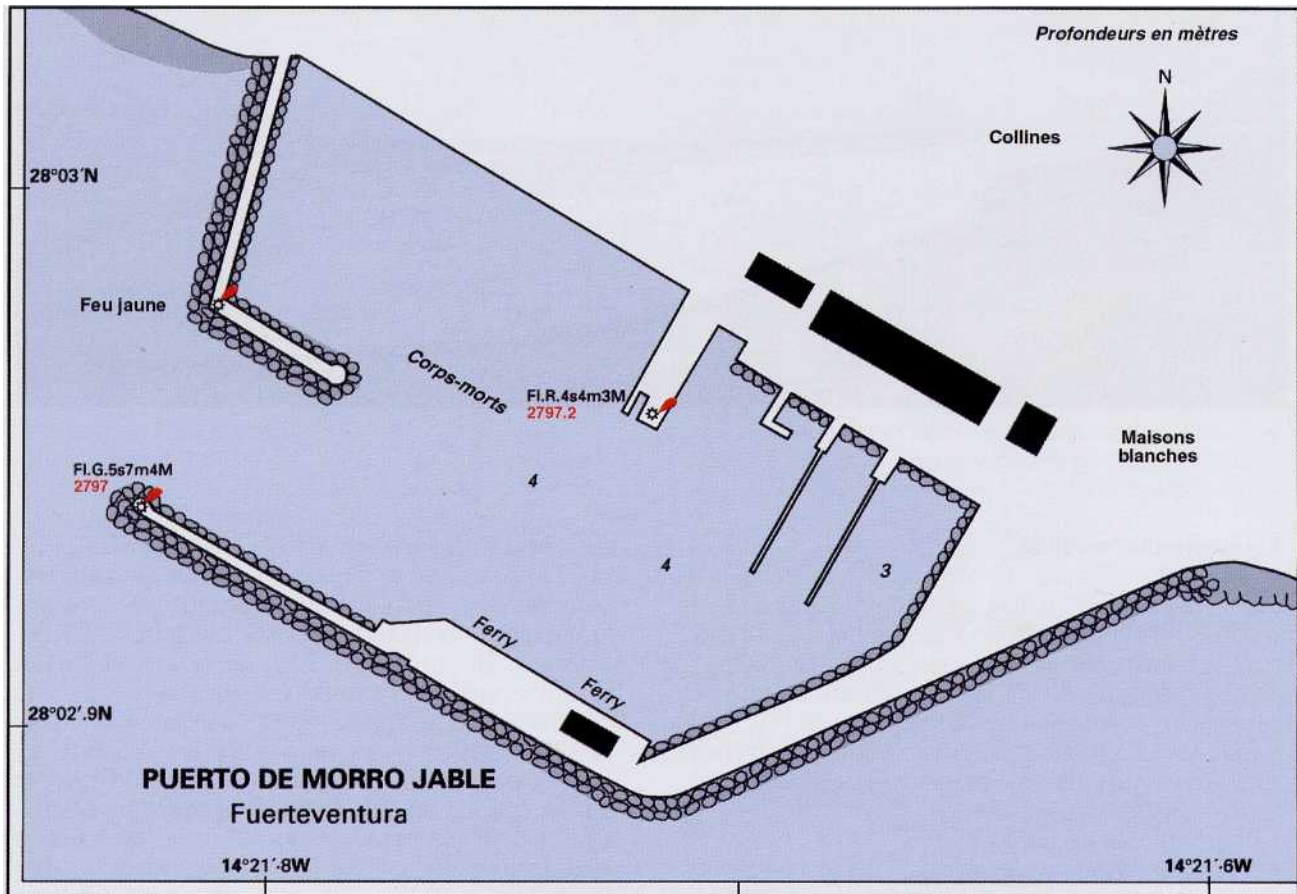 Profondeurs en mètres
N
Collines
28°03′N
Feu jaune
Corps-morts
Fl.R.4s4m3M
2797.2
Maisons
blanches
Fl.G.5s7m4M
2797
4
4
3
Ferry
Ferry
28°02′.9N
PUERTO DE MORRO JABLE
Fuerteventura
14°21′·8W
14°21′·6W